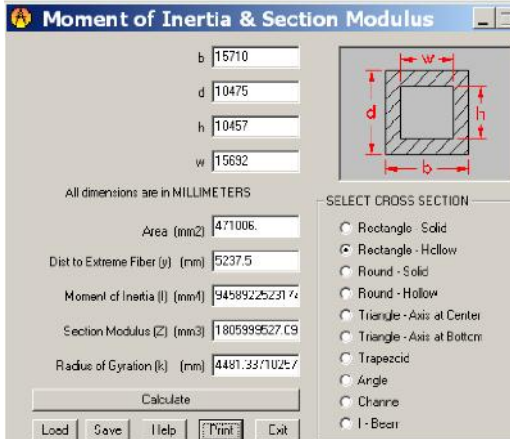 Moment of Inertia & Section Modulus
b 15710
d 10475
h 10457
w 15692
All dimensions are in MILLIMETERS
Area (mm2) 471006.
Dist to Extreme Fiber (y) (mm) 5237.5
Moment of Inertia (I) (mm4)
Section Modulus (Z) (mm3) 1805999527.09
Radius of Gyration (k) (mm)
Calculate
Load Save Help Print Exit
w
d h
b
SELECT CROSS SECTION
Rectangle - Solid
Rectangle - Hollow
Round - Solid
Round - Hollow
Triangle - Axis at Center
Triangle - Axis at Bottom
Trapezoid
Angle
Channel
I - Beam